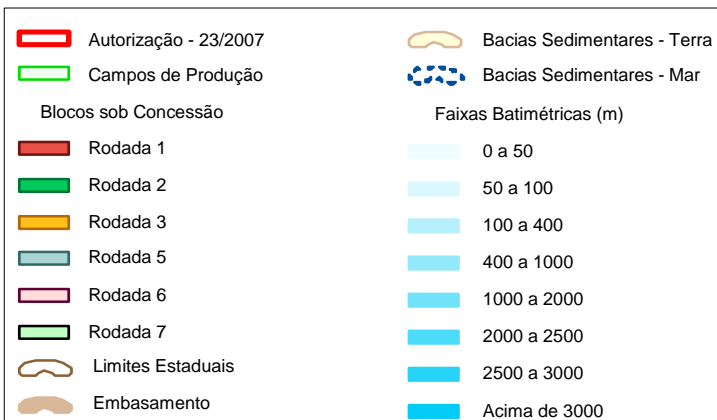 Autorização - 23/2007
Campos de Produção
Blocos sob Concessão
Rodada 1
Rodada 2
Rodada 3
Rodada 5
Rodada 6
Rodada 7
Limites Estaduais
Embasamento
Bacias Sedimentares - Terra
Bacias Sedimentares - Mar
Faixas Batimétricas (m)
0 a 50
50 a 100
100 a 400
400 a 1000
1000 a 2000
2000 a 2500
2500 a 3000
Acima de 3000